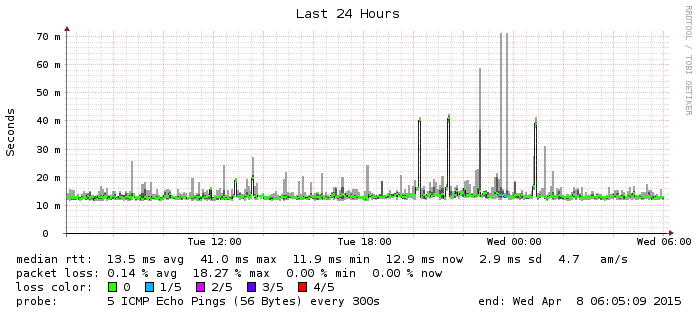 Last 24 Hours
RRDTOOL / TOBI OETIKER
Seconds
70 m
60 m
50 m
40 m
30 m
20 m
10 m
0
Tue 12:00 Tue 18:00 Wed 00:00 Wed 06:00
median rtt: 13.5 ms avg 41.0 ms max 11.9 ms min 12.9 ms now 2.9 ms sd 4.7 am/s
packet loss: 0.14 % avg 18.27 % max 0.00 % min 0.00 % now
loss color: 0 1/5 2/5 3/5 4/5
probe: 5 ICMP Echo Pings (56 Bytes) every 300s end: Wed Apr 8 06:05:09 2015